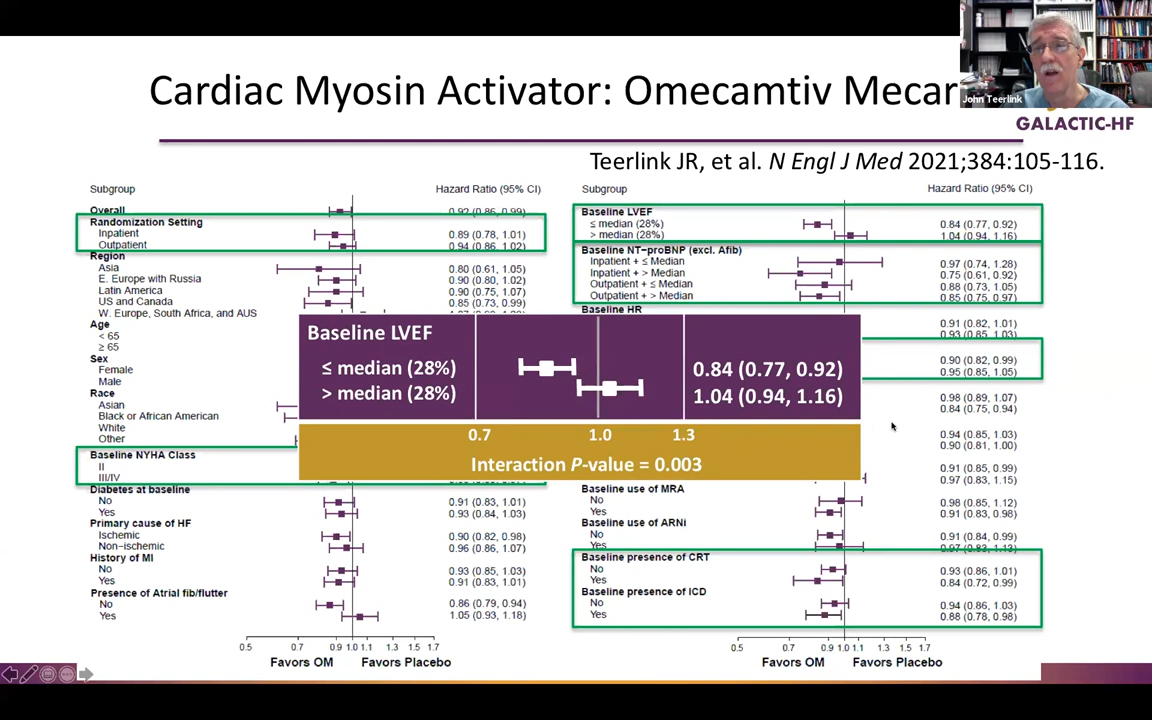 Cardiac Myosin Activator: Omecamtiv Mecar
John Teerlink
GALACTIC-HF
Teerlink JR, et al. N Engl J Med 2021;384:105-116.
Subgroup Hazard Ratio (95% CI)
Overall 0.92 (0.86, 0.99)
Randomization Setting
Inpatient 0.89 (0.78, 1.01)
Outpatient 0.94 (0.86, 1.02)
Region
Asia 0.80 (0.61, 1.05)
E. Europe with Russia 0.90 (0.80, 1.02)
Latin America 0.90 (0.75, 1.07)
US and Canada 0.85 (0.73, 0.99)
W. Europe, South Africa, and AUS
Age
< 65
≥ 65
Sex
Female
Male
Race
Asian
Black or African American
White
Other
Baseline NYHA Class
II
III/IV
Diabetes at baseline
No 0.91 (0.83, 1.01)
Yes 0.93 (0.84, 1.03)
Primary cause of HF
Ischemic 0.90 (0.82, 0.98)
Non-ischemic 0.96 (0.86, 1.07)
History of MI
No 0.93 (0.85, 1.03)
Yes 0.91 (0.83, 1.01)
Presence of Atrial fib/flutter
No 0.86 (0.79, 0.94)
Yes 1.05 (0.93, 1.18)
0.5 0.7 0.9 1.0 1.1 1.3 1.5 1.7
Favors OM Favors Placebo
Subgroup Hazard Ratio (95% CI)
Baseline LVEF
≤ median (28%) 0.84 (0.77, 0.92)
> median (28%) 1.04 (0.94, 1.16)
Baseline NT-proBNP (excl. Afib)
Inpatient + ≤ Median 0.97 (0.74, 1.28)
Inpatient + > Median 0.75 (0.61, 0.92)
Outpatient + ≤ Median 0.88 (0.73, 1.05)
Outpatient + > Median 0.85 (0.75, 0.97)
Baseline HR
0.91 (0.82, 1.01)
0.93 (0.85, 1.03)
0.90 (0.82, 0.99)
0.95 (0.85, 1.05)
0.98 (0.89, 1.07)
0.84 (0.75, 0.94)
0.94 (0.85, 1.03)
0.90 (0.81, 1.00)
0.91 (0.85, 0.99)
0.97 (0.83, 1.15)
Baseline use of MRA
No 0.98 (0.85, 1.12)
Yes 0.91 (0.83, 0.98)
Baseline use of ARNi
No 0.91 (0.84, 0.99)
Yes 0.97 (0.83, 1.13)
Baseline presence of CRT
No 0.93 (0.86, 1.01)
Yes 0.84 (0.72, 0.99)
Baseline presence of ICD
No 0.94 (0.86, 1.03)
Yes 0.88 (0.78, 0.98)
0.5 0.7 0.9 1.0 1.1 1.3 1.5 1.7
Favors OM Favors Placebo
Baseline LVEF
≤ median (28%) 0.84 (0.77, 0.92)
> median (28%) 1.04 (0.94, 1.16)
0.7 1.0 1.3
Interaction P-value = 0.003